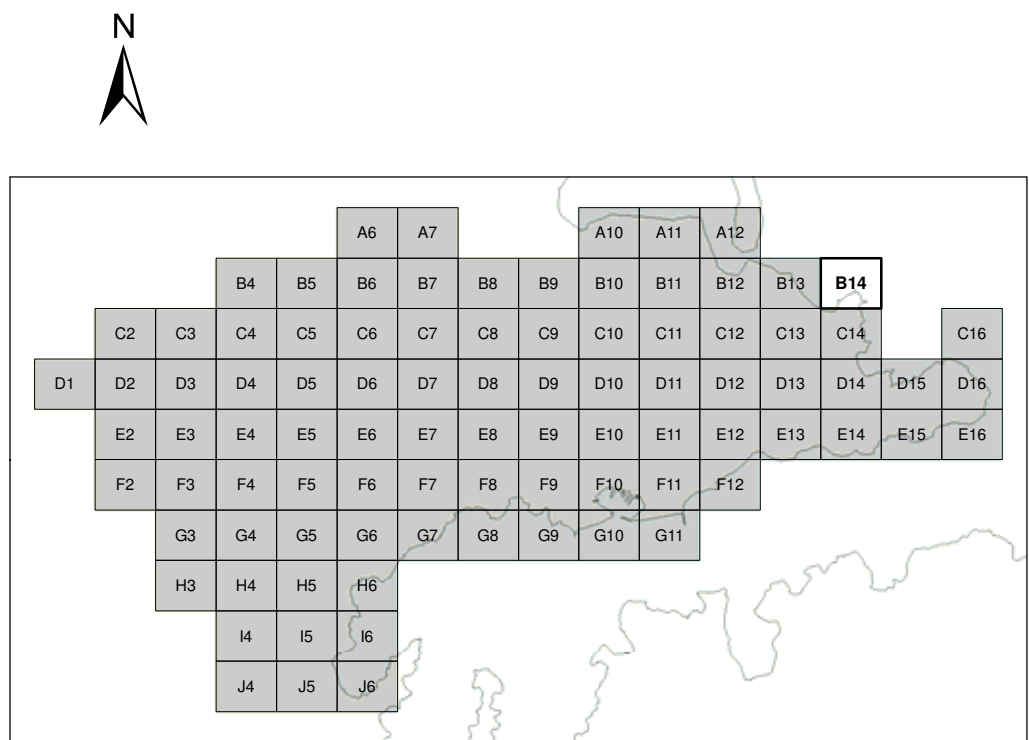 N
A6 A7 A10 A11 A12
B4 B5 B6 B7 B8 B9 B10 B11 B12 B13 B14
C2 C3 C4 C5 C6 C7 C8 C9 C10 C11 C12 C13 C14 C16
D1 D2 D3 D4 D5 D6 D7 D8 D9 D10 D11 D12 D13 D14 D15 D16
E2 E3 E4 E5 E6 E7 E8 E9 E10 E11 E12 E13 E14 E15 E16
F2 F3 F4 F5 F6 F7 F8 F9 F10 F11 F12
G3 G4 G5 G6 G7 G8 G9 G10 G11
H3 H4 H5 H6
I4 I5 I6
J4 J5 J6